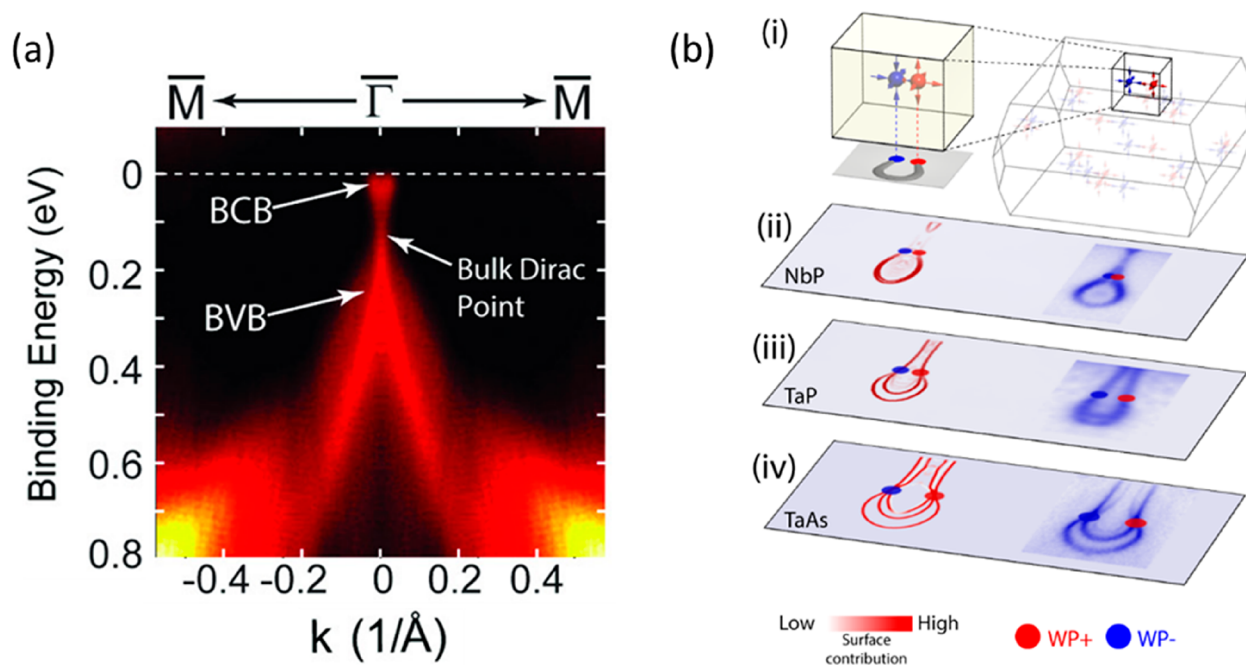 (a)
M Γ M
0
0.2
0.4
0.6
0.8
Binding Energy (eV)
BCB
BVB
Bulk Dirac
Point
-0.4 -0.2 0 0.2 0.4
k (1/Å)
(b)
(i)
(ii)
NbP
(iii)
TaP
(iv)
TaAs
Low High
Surface
contribution
WP+ WP-